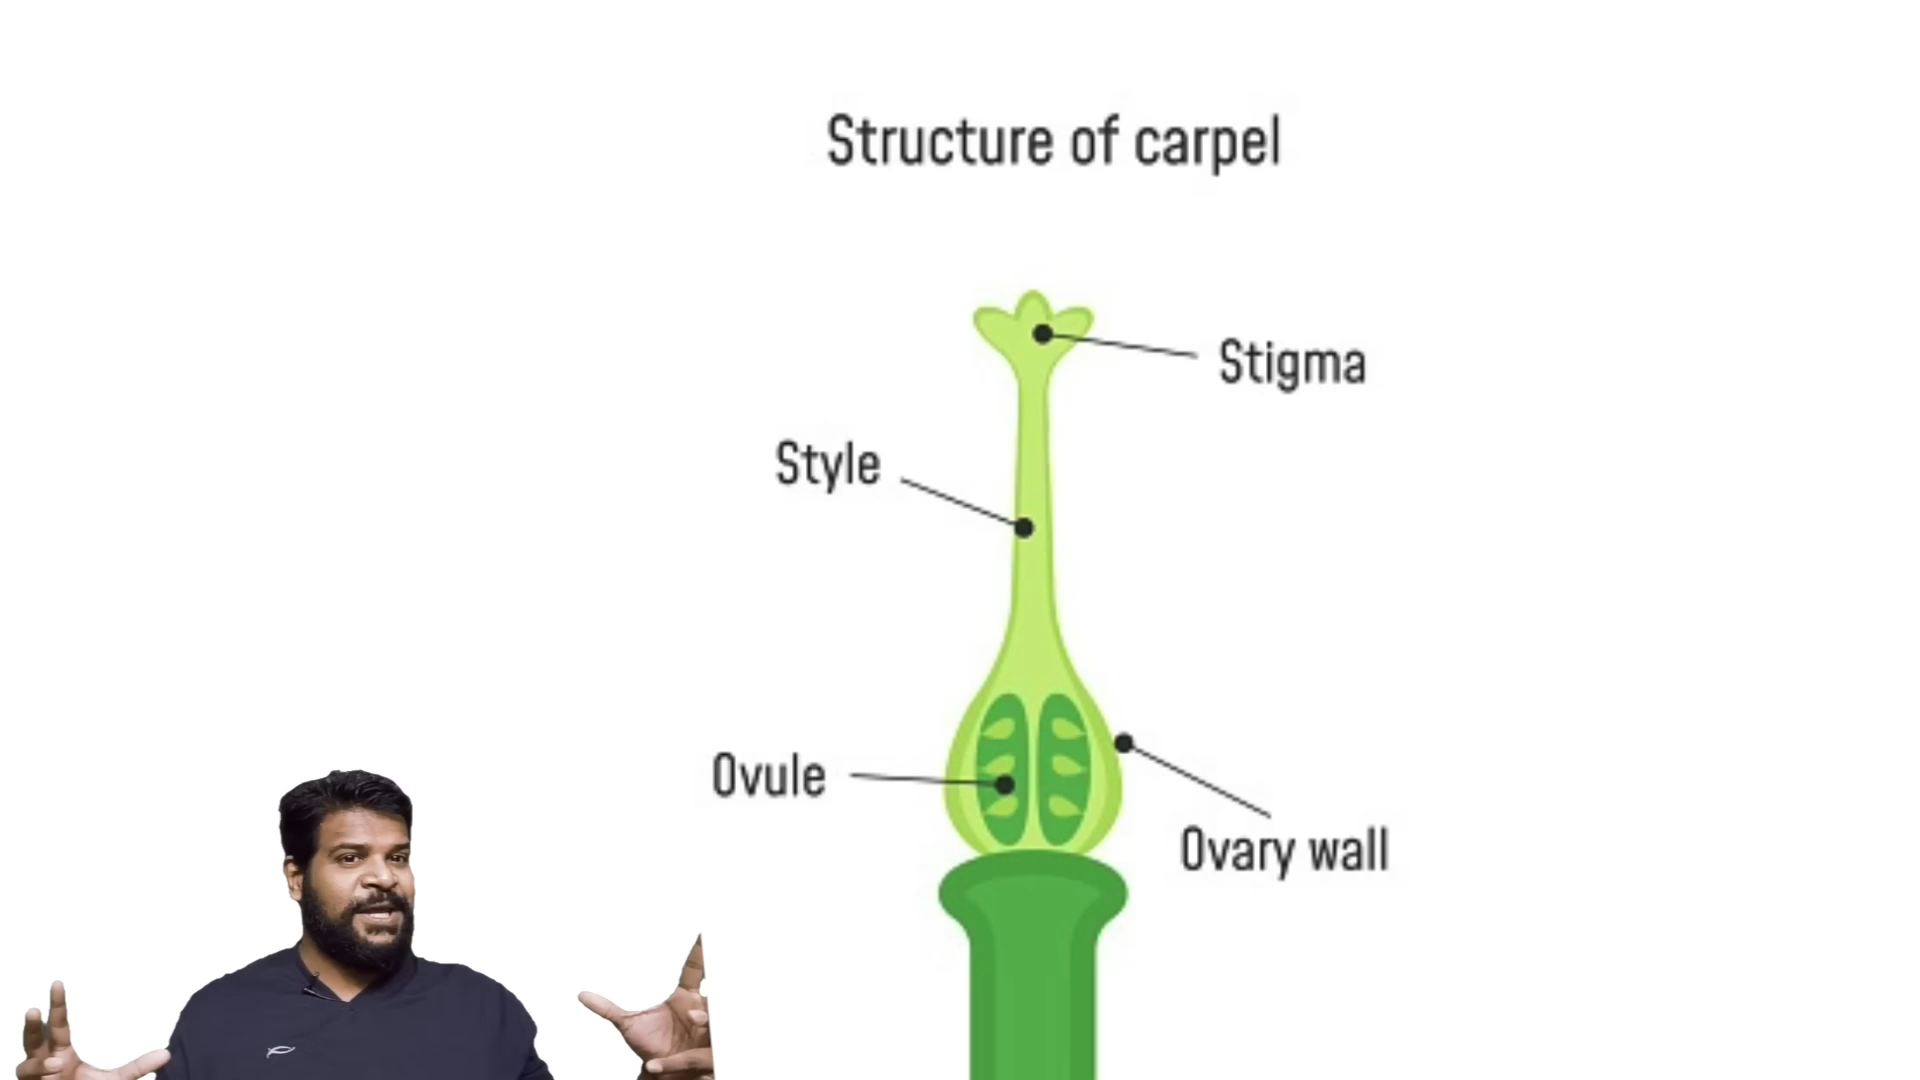 Structure of carpel
Stigma
Style
Ovule
Ovary wall